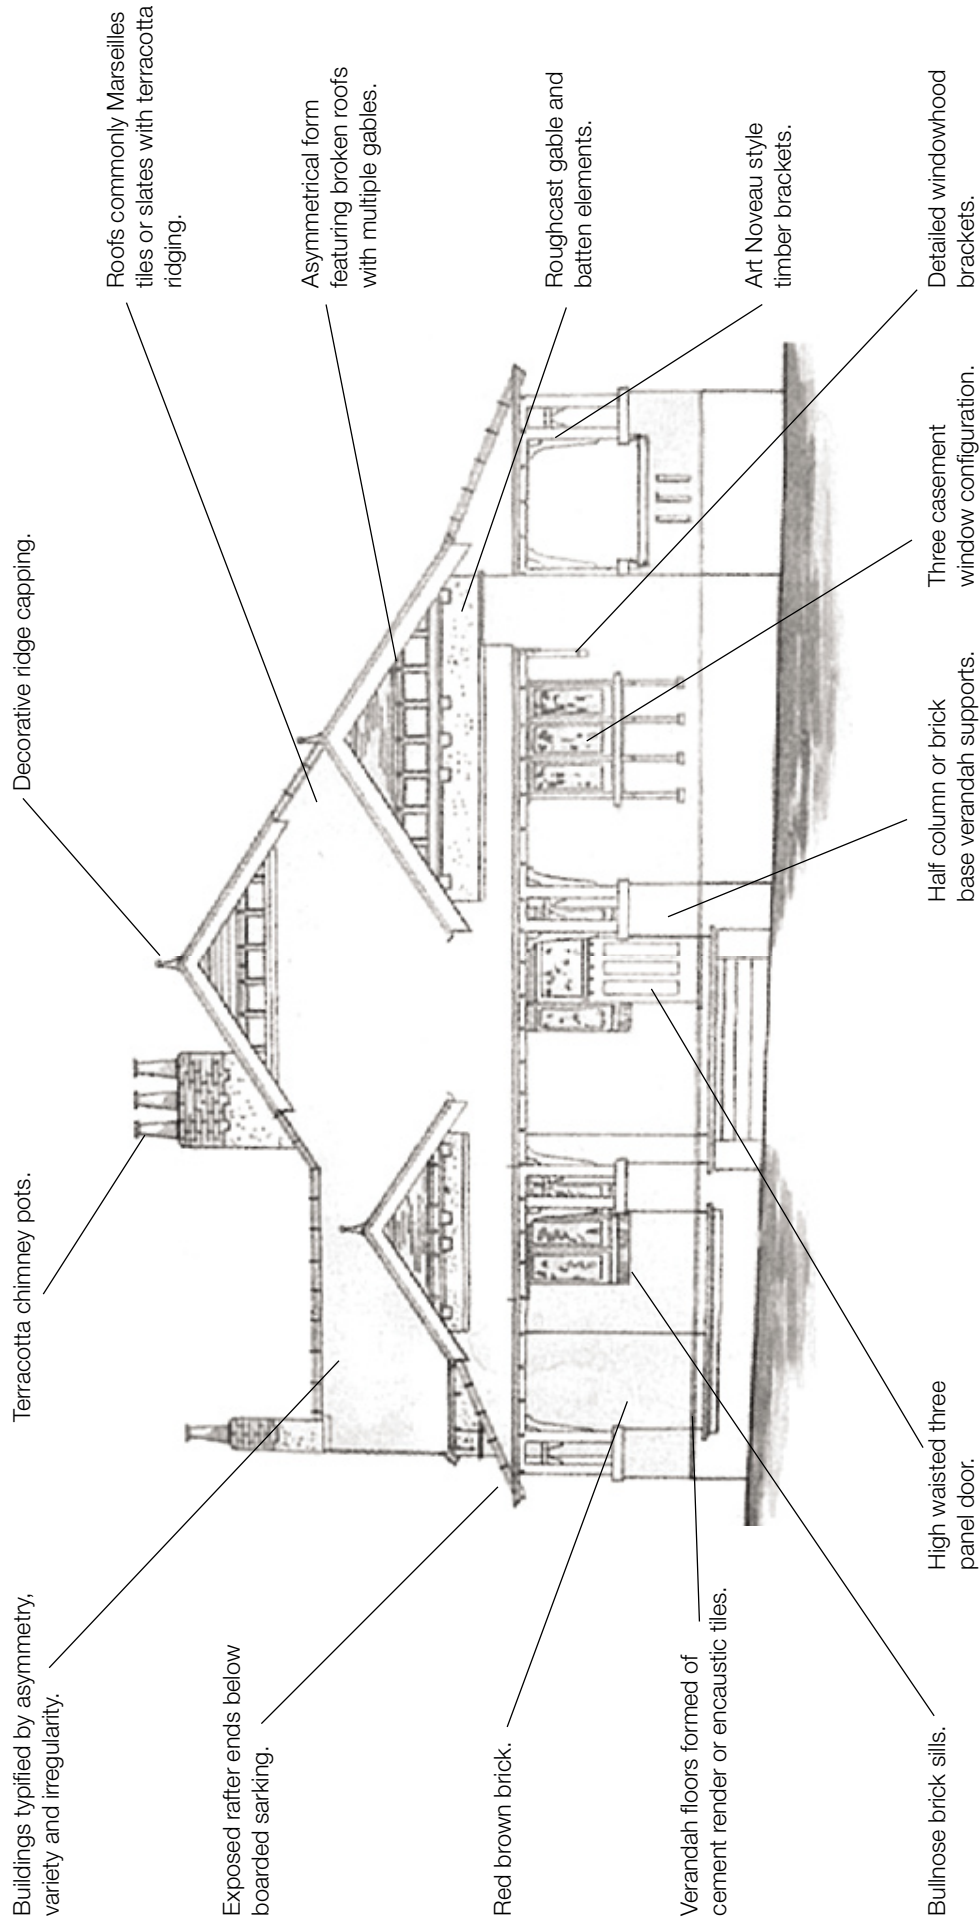 Buildings typified by asymmetry,
variety and irregularity.
Terracotta chimney pots.
Decorative ridge capping.
Roofs commonly Marseilles
tiles or slates with terracotta
ridging.
Exposed rafter ends below
boarded sarking.
Asymmetrical form
featuring broken roofs
with multiple gables.
Red brown brick.
Roughcast gable and
batten elements.
Verandah floors formed of
cement render or encaustic tiles.
Art Noveau style
timber brackets.
Bullnose brick sills.
High waisted three
panel door.
Half column or brick
base verandah supports.
Three casement
window configuration.
Detailed windowhood
brackets.